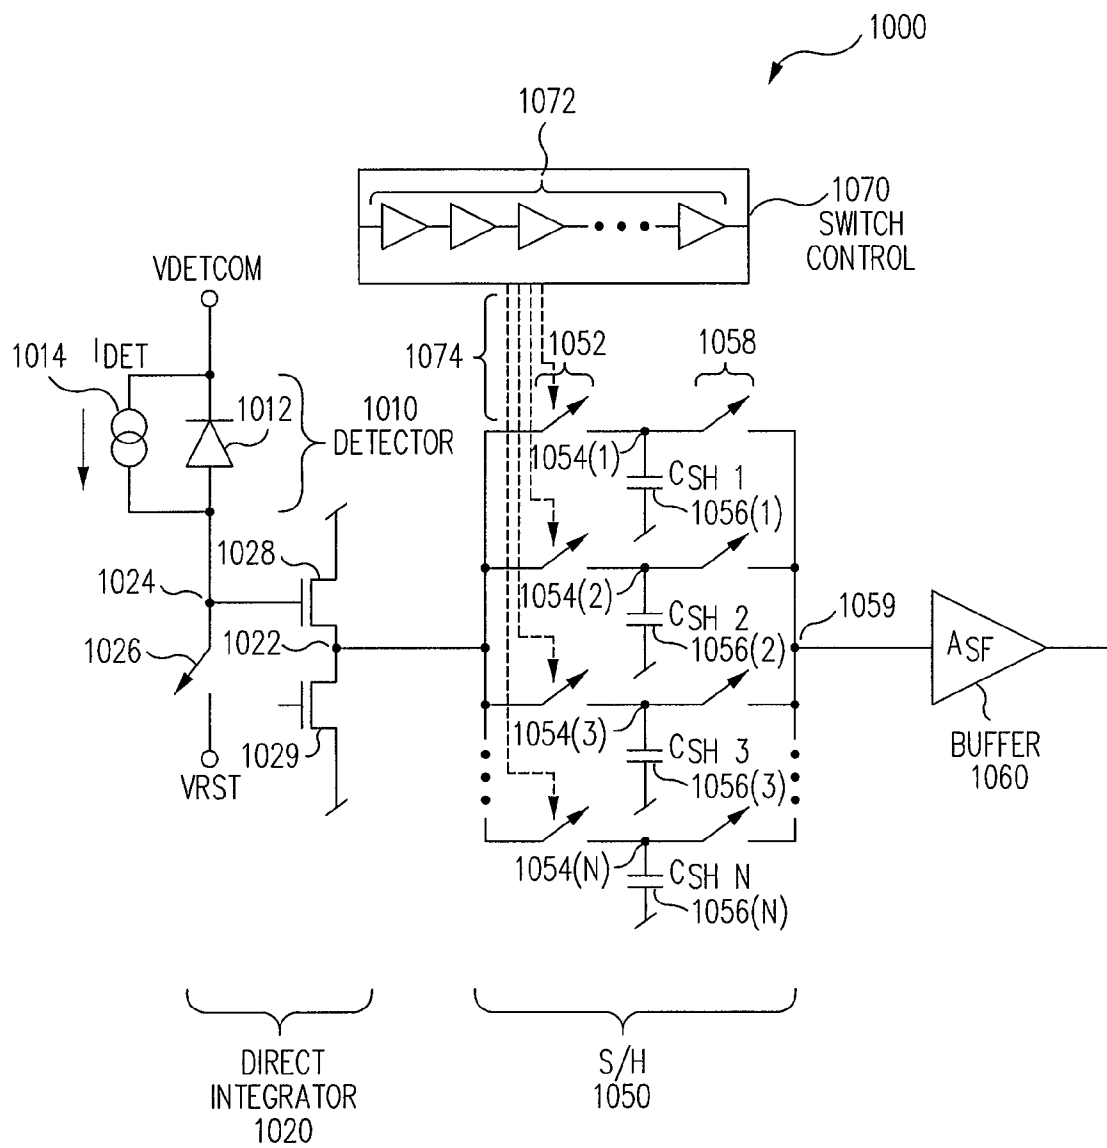 1000
1072
1070
SWITCH
CONTROL
VDETCOM
1014
IDET
1012
1010
DETECTOR
1074
1052
1058
1054(1)
CSH 1
1056(1)
1028
1024
1022
1026
1029
VRST
1054(2)
CSH 2
1056(2)
1059
ASF
BUFFER
1060
1054(3)
CSH 3
1056(3)
1054(N)
CSH N
1056(N)
DIRECT
INTEGRATOR
1020
S/H
1050